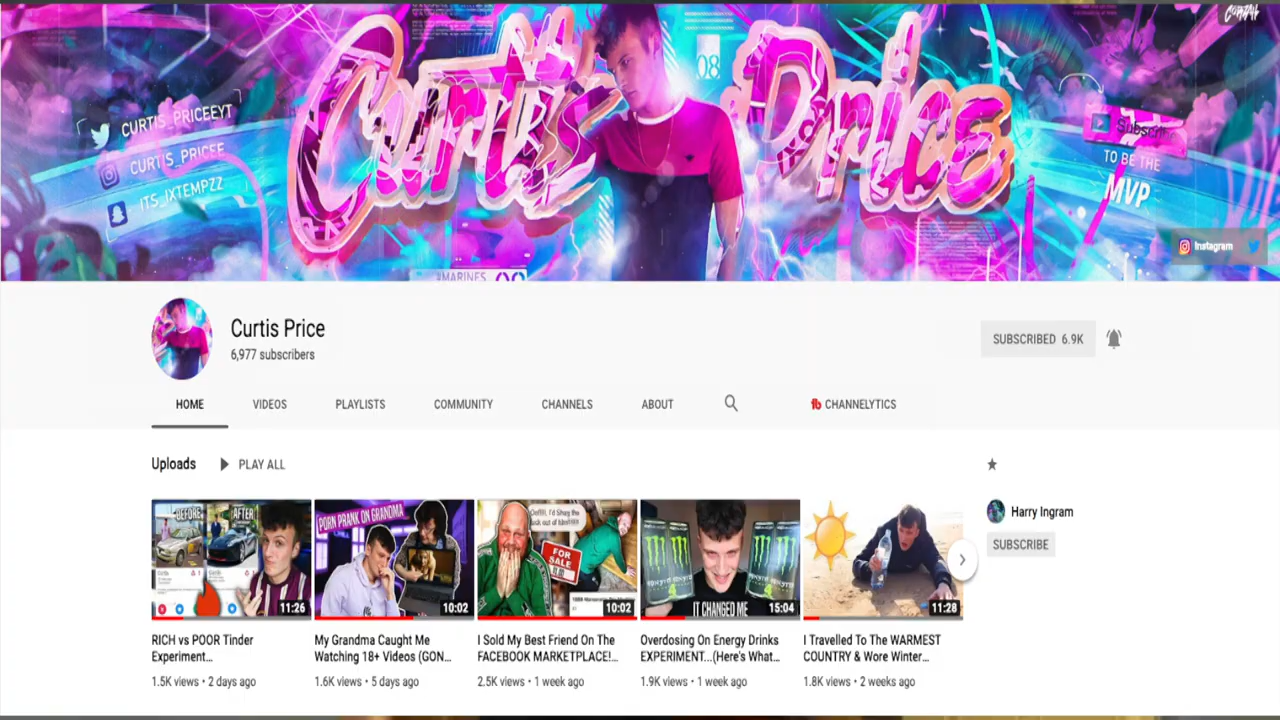 Curtis Price
08
CURTIS_PRICEEYT
CURTIS_PRICEE
ITS_IXTEMPZZ
Subscribe
TO BE THE
MVP
Instagram
#MARINES
Curtis Price
6,977 subscribers
SUBSCRIBED 6.9K
HOME VIDEOS PLAYLISTS COMMUNITY CHANNELS ABOUT CHANNELYTICS
Uploads PLAY ALL
BEFORE AFTER
11:26
PORN PRANK ON GRANDMA
10:02
FOR
SALE
10:02
IT CHANGED ME
15:04
11:28
Harry Ingram
SUBSCRIBE
RICH vs POOR Tinder
Experiment...
1.5K views • 2 days ago
My Grandma Caught Me
Watching 18+ Videos (GON...
1.6K views • 5 days ago
I Sold My Best Friend On The
FACEBOOK MARKETPLACE!...
2.5K views • 1 week ago
Overdosing On Energy Drinks
EXPERIMENT...(Here's What...
1.9K views • 1 week ago
I Travelled To The WARMEST
COUNTRY & Wore Winter...
1.8K views • 2 weeks ago